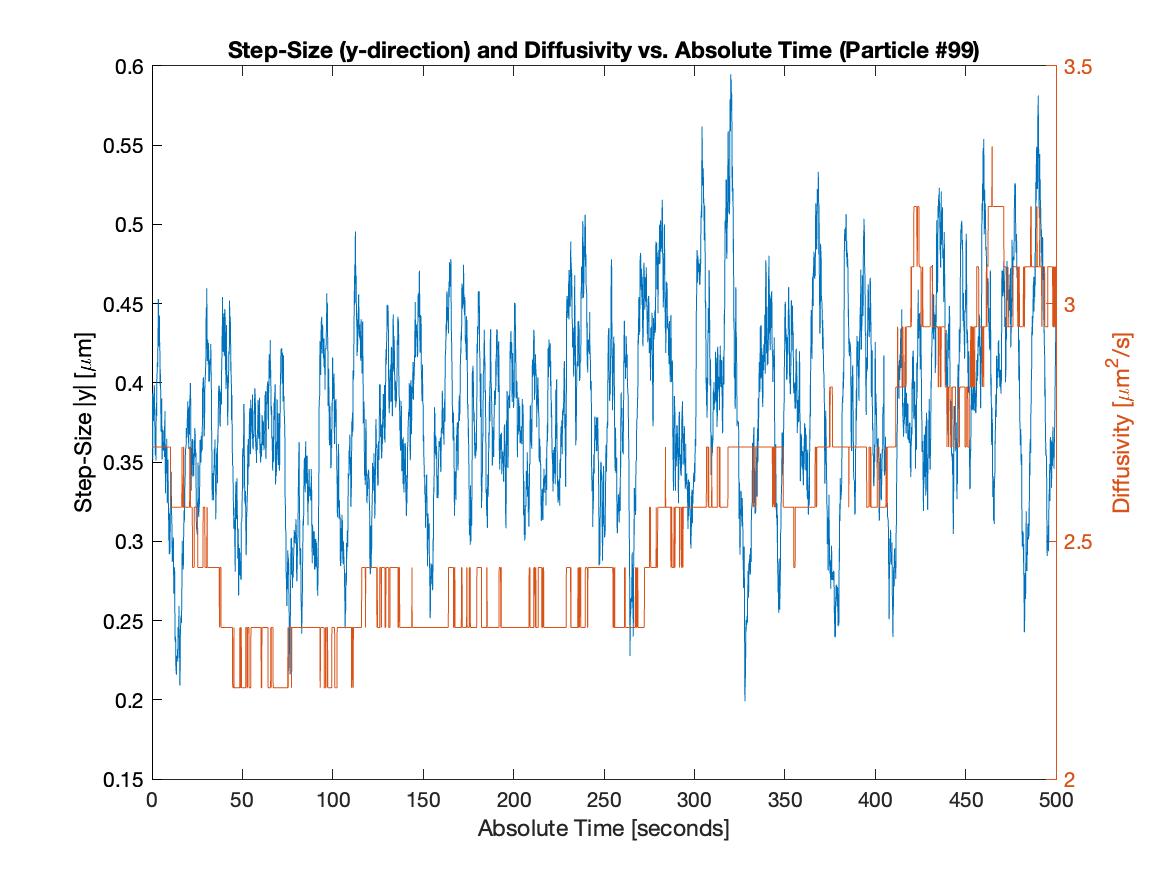 Step-Size (y-direction) and Diffusivity vs. Absolute Time (Particle #99)
0.6
0.55
0.5
0.45
0.4
0.35
0.3
0.25
0.2
0.15
Step-Size |y| [μm]
3.5
3
2.5
2
Diffusivity [μm²/s]
0 50 100 150 200 250 300 350 400 450 500
Absolute Time [seconds]